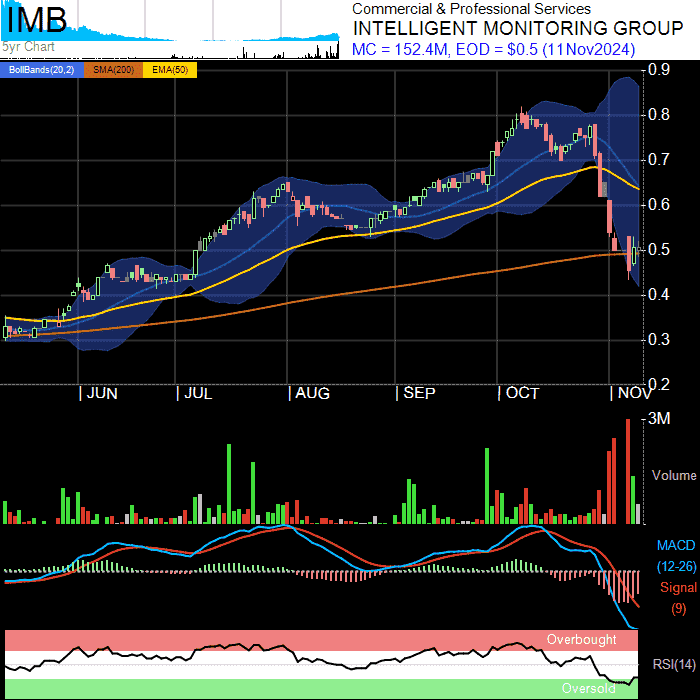 IMB
5yr Chart
Commercial & Professional Services
INTELLIGENT MONITORING GROUP
MC = 152.4M, EOD = $0.5 (11Nov2024)
BollBands(20,2) SMA(200) EMA(50)
0.9
0.8
0.7
0.6
0.5
0.4
0.3
0.2
JUN JUL AUG SEP OCT NOV
3M
Volume
MACD
(12-26)
Signal
(9)
Overbought
RSI(14)
Oversold